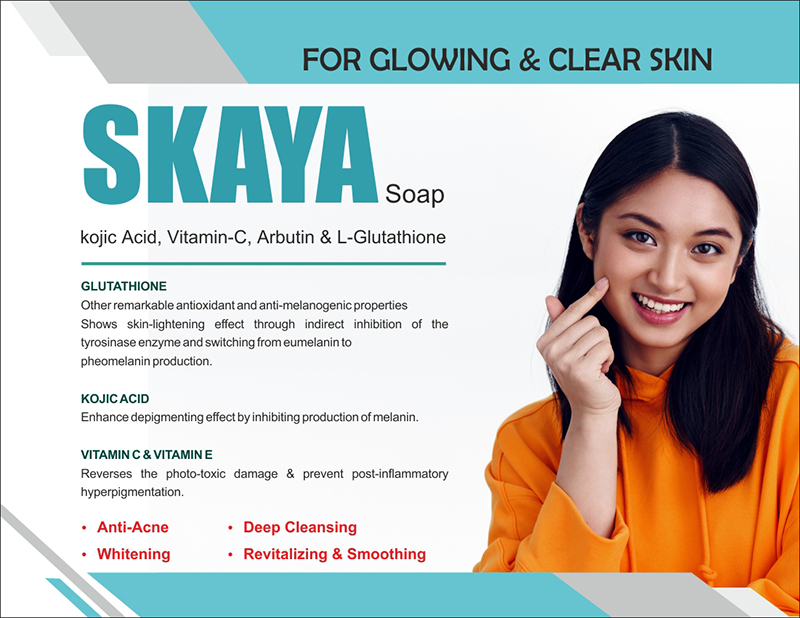 FOR GLOWING & CLEAR SKIN
SKAYA Soap
kojic Acid, Vitamin-C, Arbutin & L-Glutathione
GLUTATHIONE
Other remarkable antioxidant and anti-melanogenic properties
Shows skin-lightening effect through indirect inhibition of the
tyrosinase enzyme and switching from eumelanin to
pheomelanin production.
KOJIC ACID
Enhance depigmenting effect by inhibiting production of melanin.
VITAMIN C & VITAMIN E
Reverses the photo-toxic damage & prevent post-inflammatory
hyperpigmentation.
• Anti-Acne • Deep Cleansing
• Whitening • Revitalizing & Smoothing